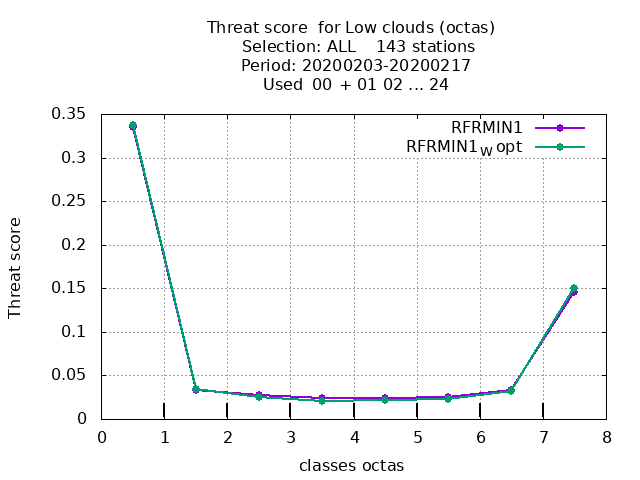 Threat score  for Low clouds (octas)
Selection: ALL    143 stations
Period: 20200203-20200217
Used  00 + 01 02 ... 24
0.35
0.3
0.25
0.2
0.15
0.1
0.05
0
Threat score
RFRMIN1
RFRMIN1W opt
0 1 2 3 4 5 6 7 8
classes octas